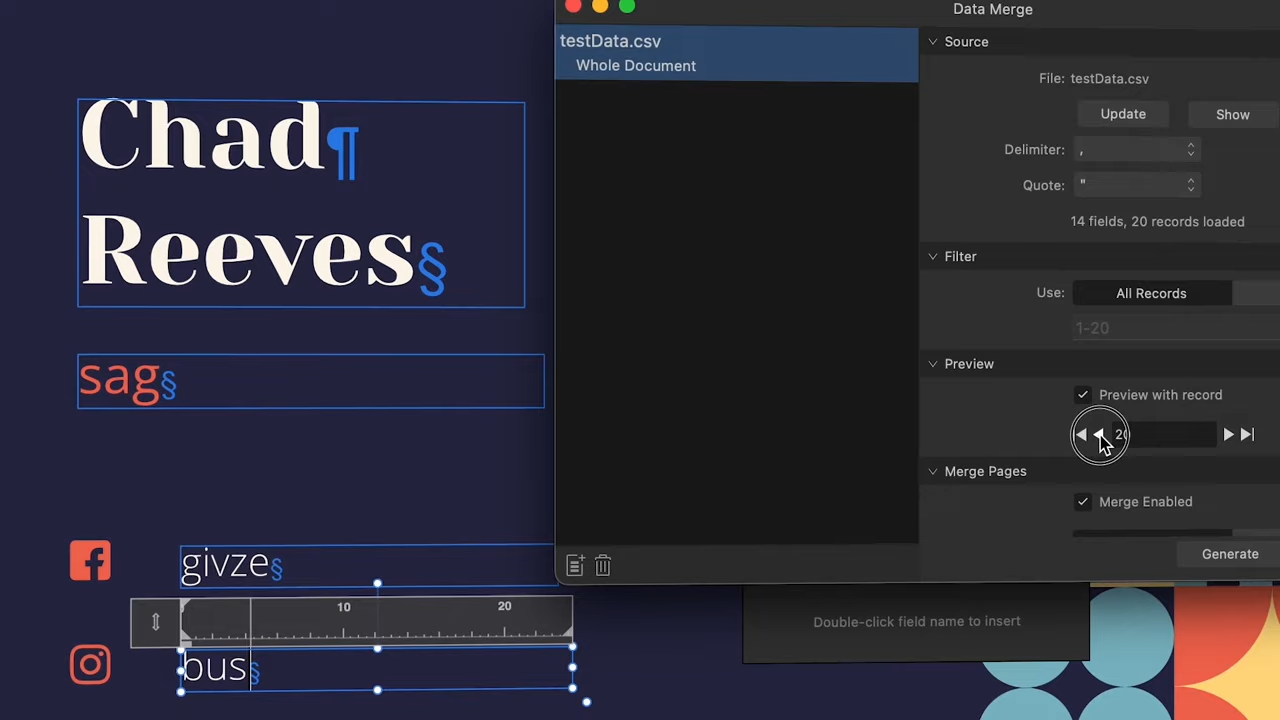 Chad¶
Reeves§
sag§
givze§
10 20
bus§
Data Merge
testData.csv
Whole Document
Source
File: testData.csv
Update Show
Delimiter: ,
Quote: "
14 fields, 20 records loaded
Filter
Use: All Records
1-20
Preview
Preview with record
20
Merge Pages
Merge Enabled
Generate
Double-click field name to insert